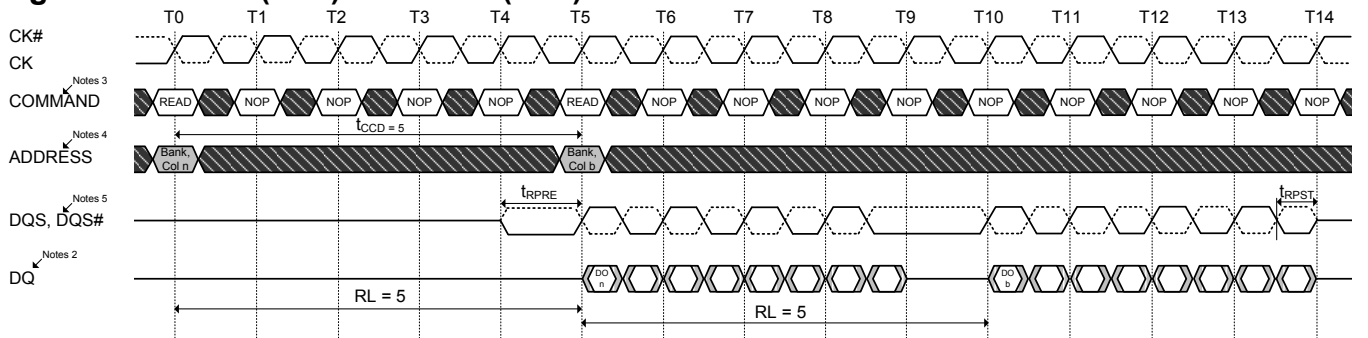 T0 T1 T2 T3 T4 T5 T6 T7 T8 T9 T10 T11 T12 T13 T14
CK#
CK
Notes 3
COMMAND READ NOP NOP NOP NOP READ NOP NOP NOP NOP NOP NOP NOP NOP NOP
tCCD = 5
Notes 4
ADDRESS
Bank, Col n
Bank, Col b
tRPRE
tRPST
Notes 5
DQS, DQS#
Notes 2
DQ
DO n
DO b
RL = 5
RL = 5